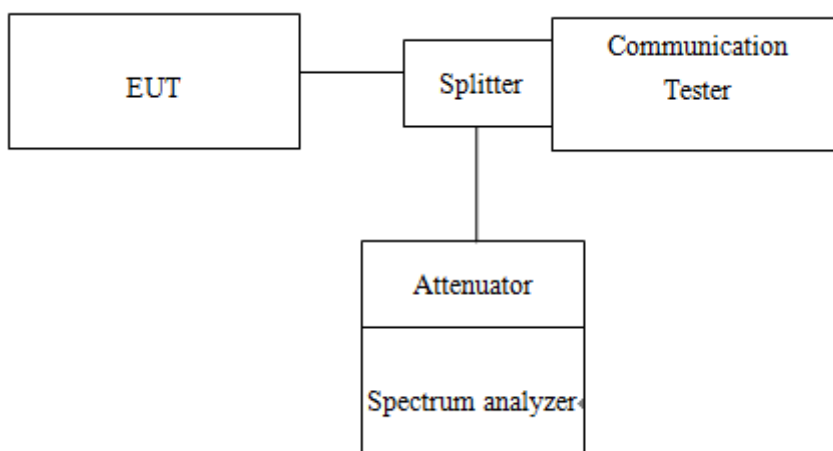 EUT
Splitter
Communication
Tester
Attenuator
Spectrum analyzer